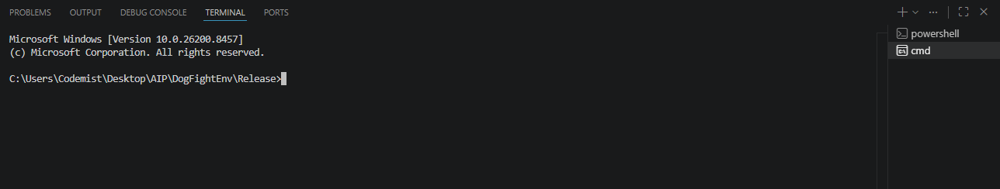 PROBLEMS OUTPUT DEBUG CONSOLE TERMINAL PORTS
Microsoft Windows [Version 10.0.26200.8457]
(c) Microsoft Corporation. All rights reserved.
C:\Users\Codemist\Desktop\AIP\DogFightEnv\Release>
powershell
cmd